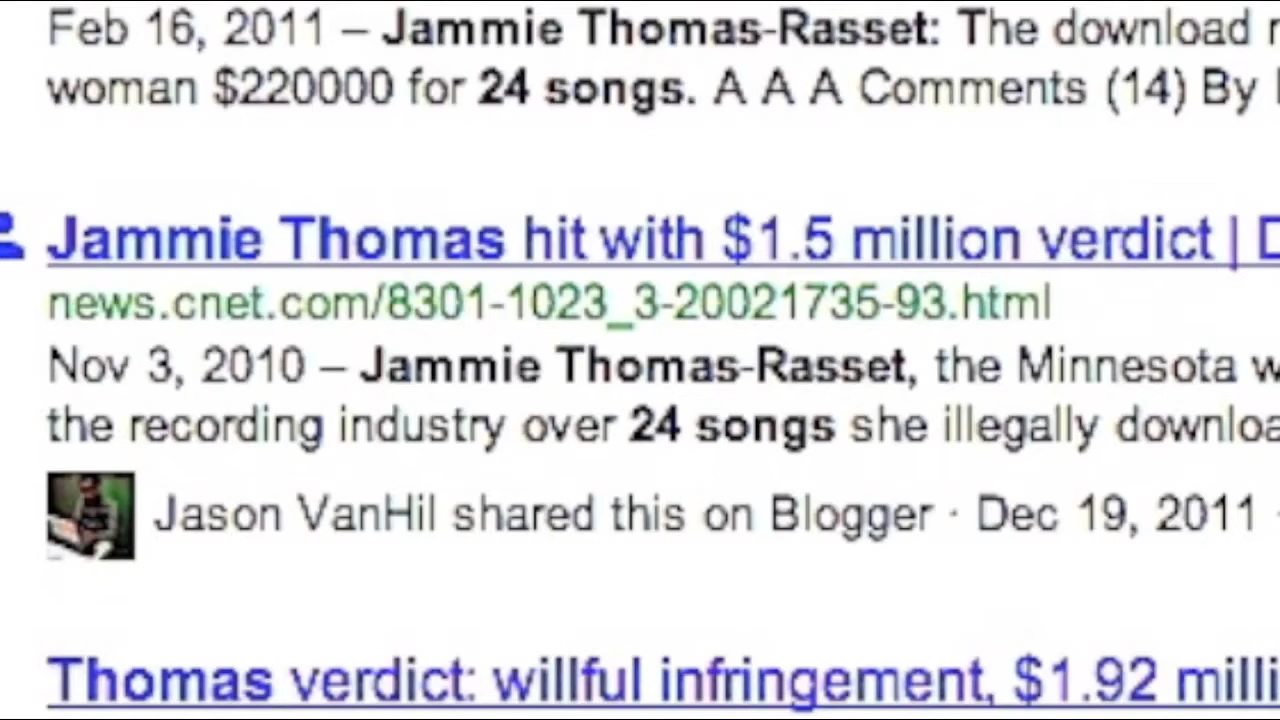 Feb 16, 2011 – Jammie Thomas-Rasset: The download
woman $220000 for 24 songs. A A A Comments (14) By
Jammie Thomas hit with $1.5 million verdict |
news.cnet.com/8301-1023_3-20021735-93.html
Nov 3, 2010 – Jammie Thomas-Rasset, the Minnesota
the recording industry over 24 songs she illegally
Jason VanHil shared this on Blogger · Dec 19, 2011
Thomas verdict: willful infringement, $1.92